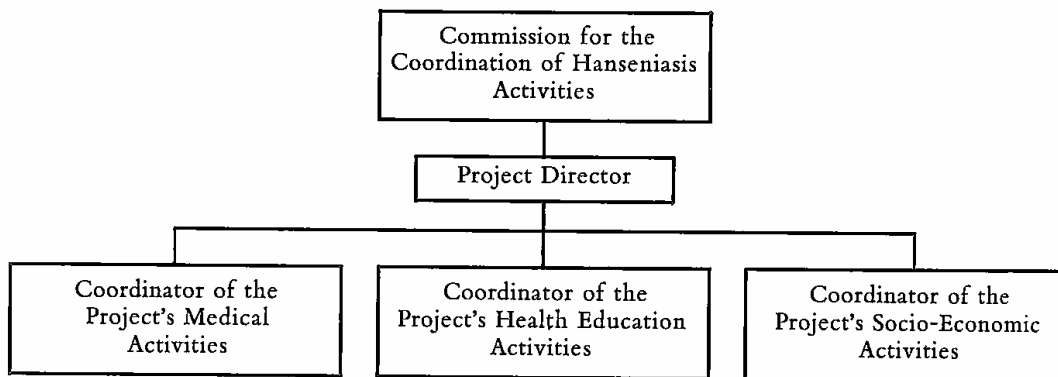 Commission for the
Coordination of Hanseniasis
Activities
Project Director
Coordinator of the
Project's Medical
Activities
Coordinator of the
Project's Health Education
Activities
Coordinator of the
Project's Socio-Economic
Activities